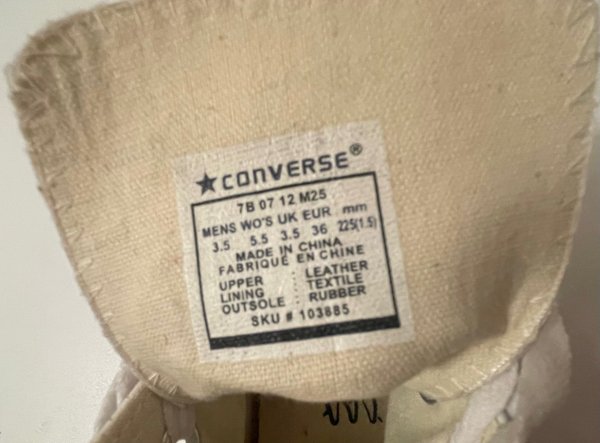 ★CONVERSE®
7B 07 12 M25
MENS WO'S UK EUR mm
3.5 5.5 3.5 36 225(1.5)
MADE IN CHINA
FABRIQUE EN CHINE
UPPER : LEATHER
LINING : TEXTILE
OUTSOLE : RUBBER
SKU # 103885